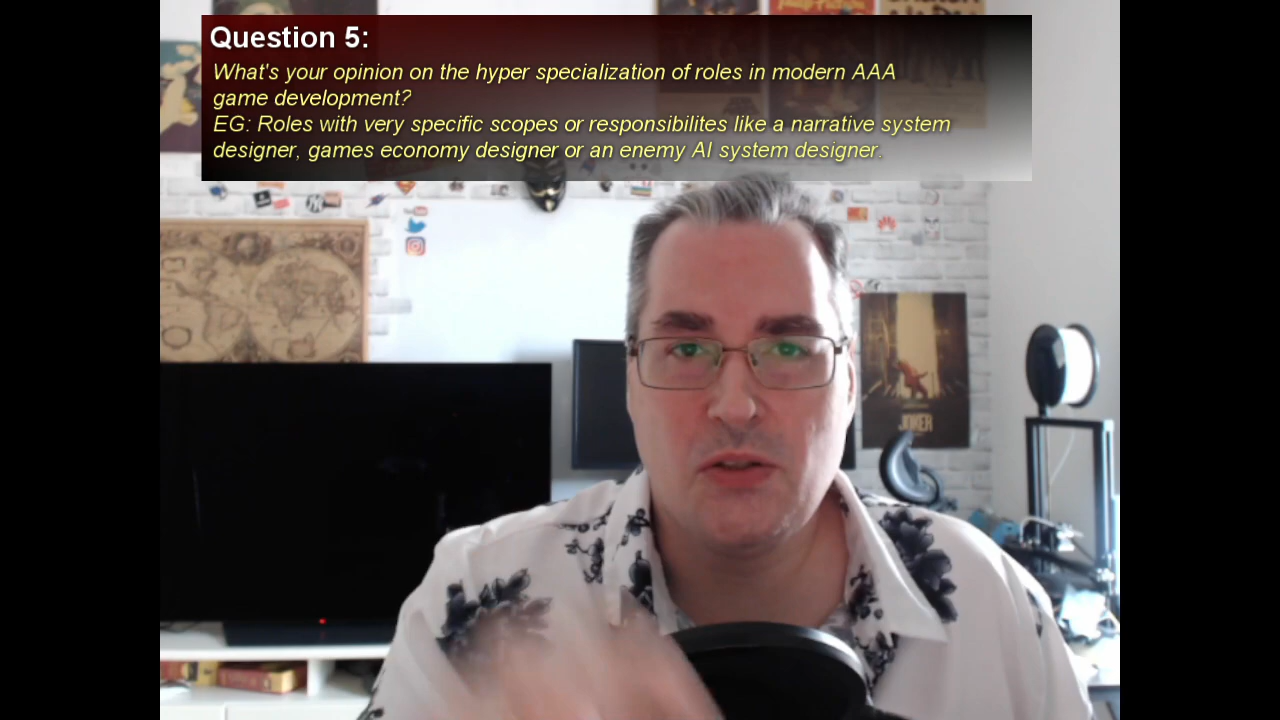 Question 5:
What's your opinion on the hyper specialization of roles in modern AAA
game development?
EG: Roles with very specific scopes or responsibilites like a narrative system
designer, games economy designer or an enemy AI system designer.
JOKER